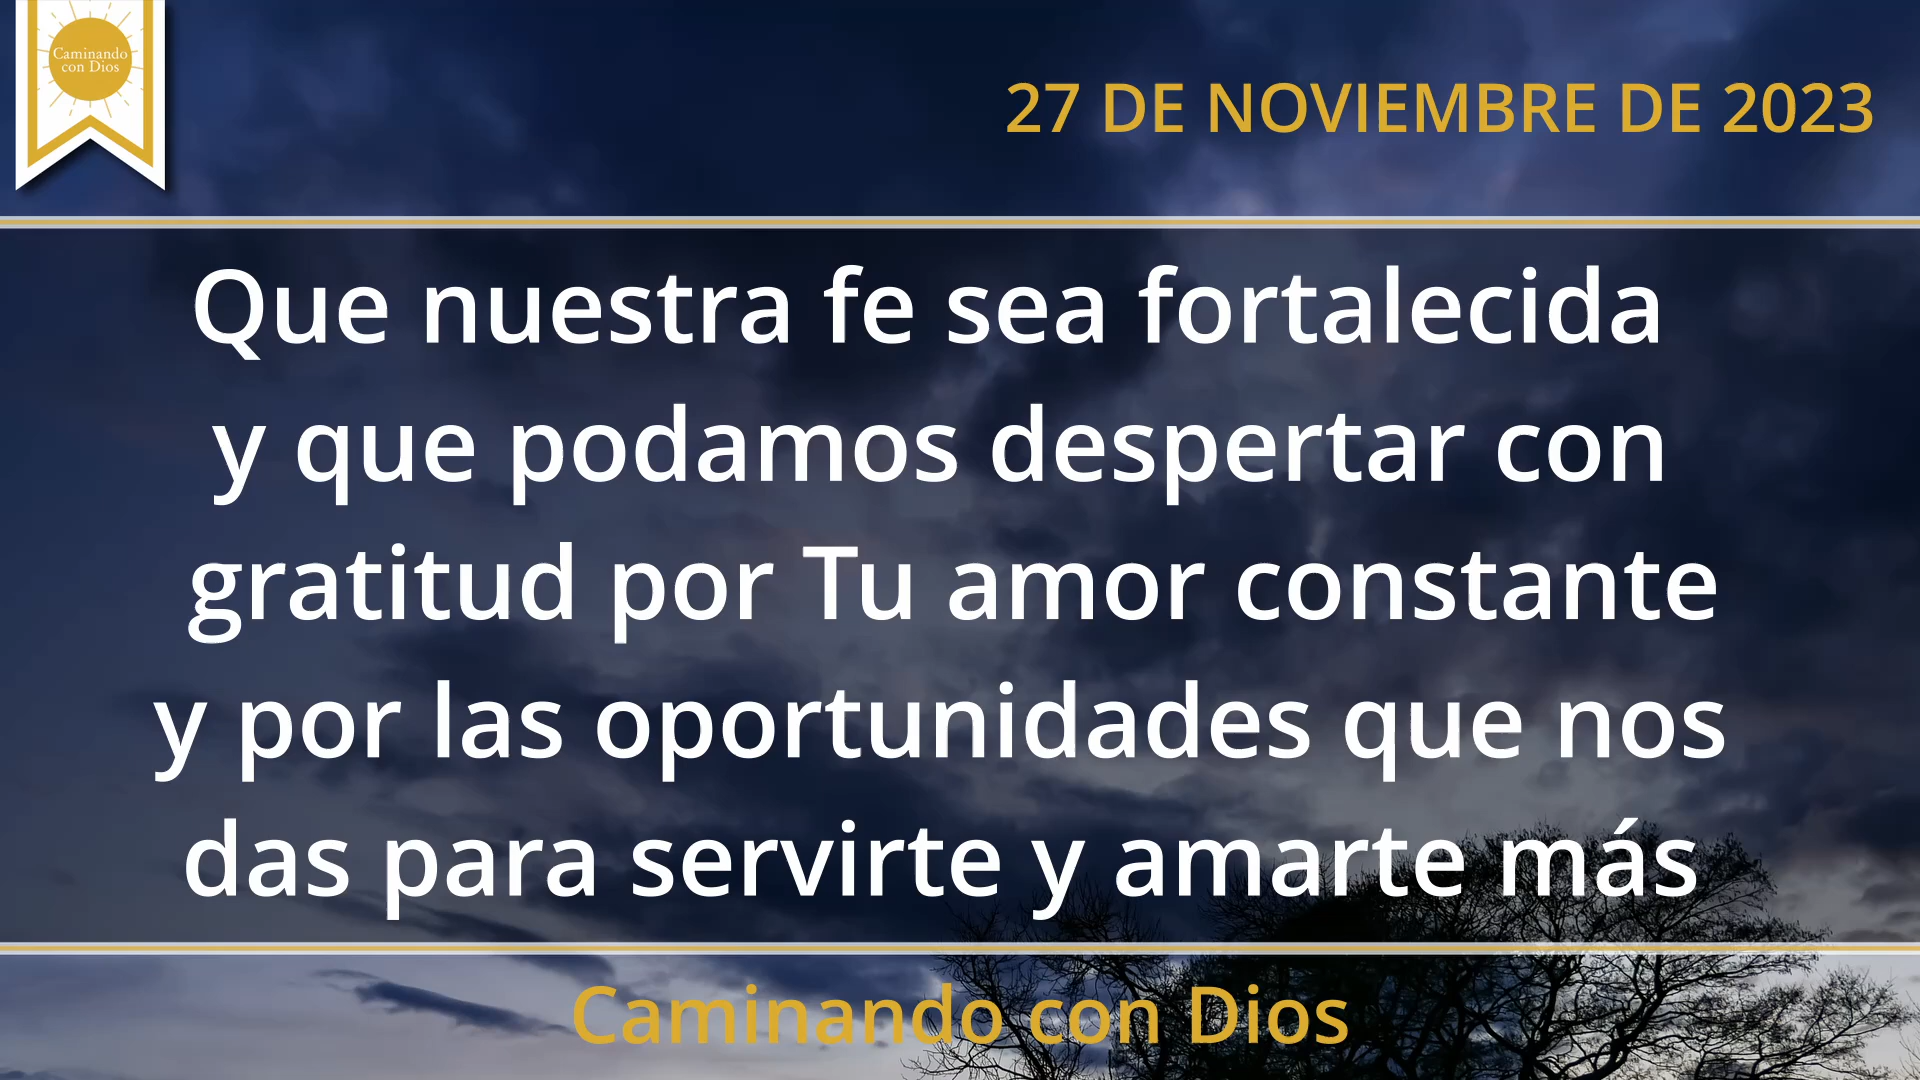 Caminando
con Dios
27 DE NOVIEMBRE DE 2023
Que nuestra fe sea fortalecida
y que podamos despertar con
gratitud por Tu amor constante
y por las oportunidades que nos
das para servirte y amarte más
Caminando con Dios